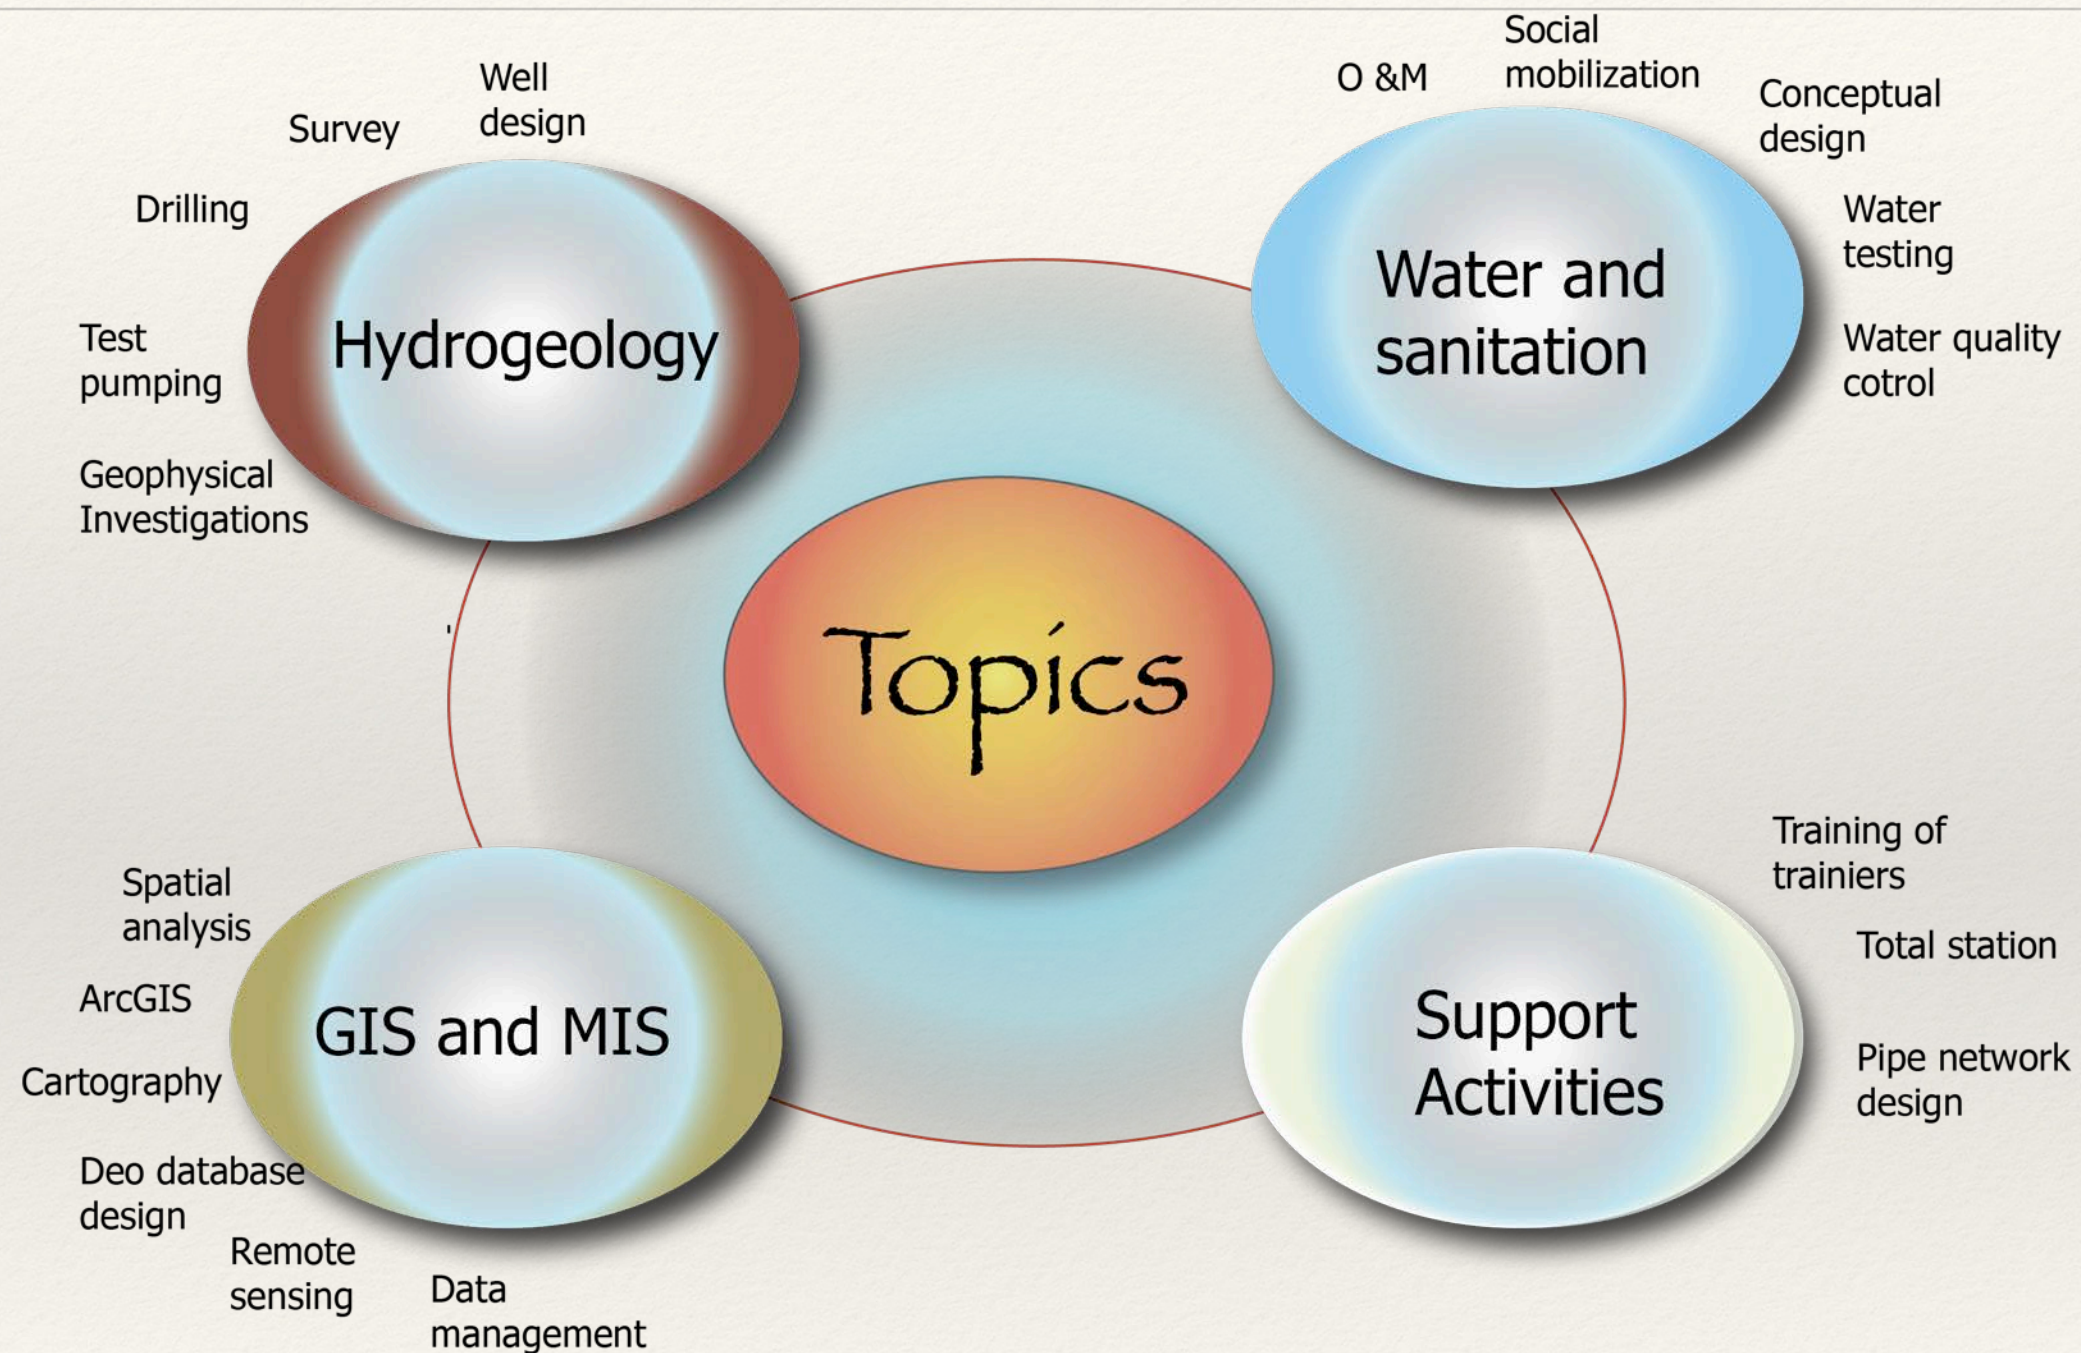 Well
design
Survey
Drilling
Test
pumping
Geophysical
Investigations
Hydrogeology
O &M
Social
mobilization
Conceptual
design
Water
testing
Water quality
cotrol
Water and
sanitation
Topics
Spatial
analysis
ArcGIS
Cartography
Deo database
design
Remote
sensing
Data
management
GIS and MIS
Training of
trainiers
Total station
Pipe network
design
Support
Activities